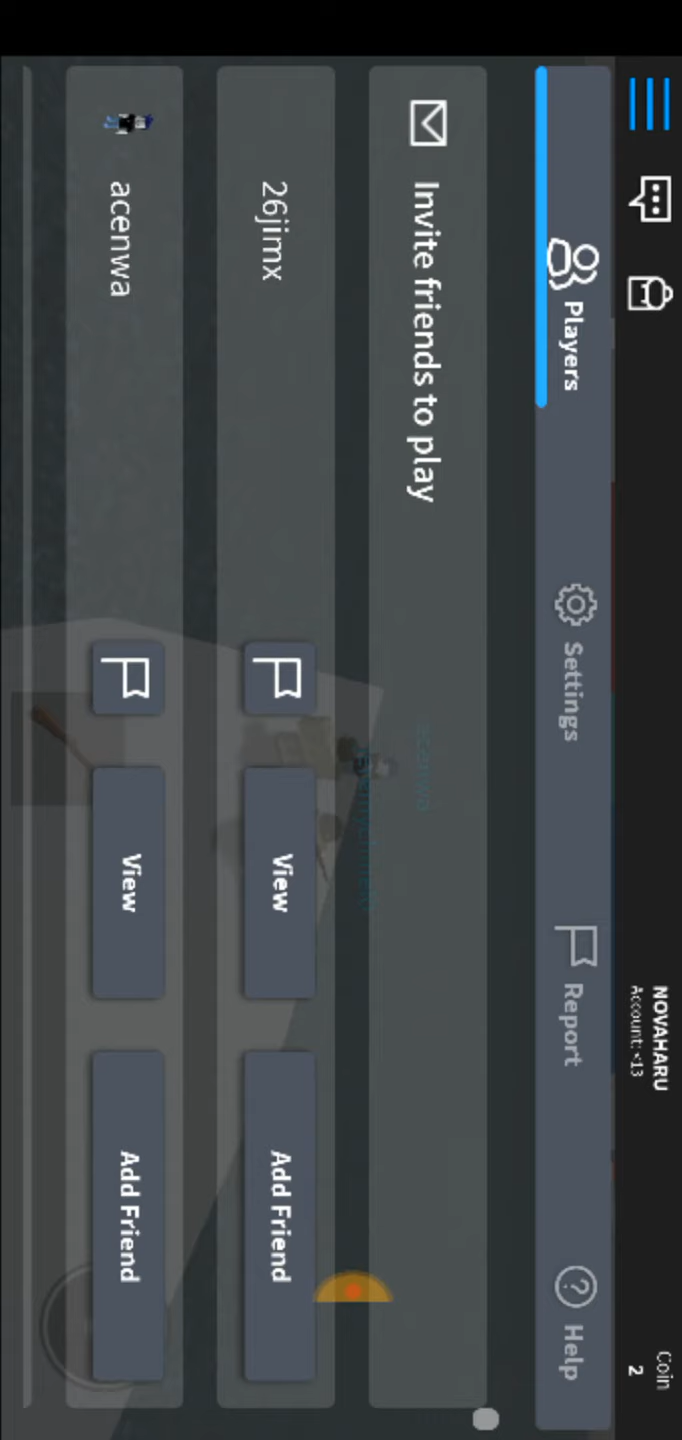 NOVAHARU
Account: <13
Coin
2
Players
Settings
Report
Help
Invite friends to play
26jimx
View
Add Friend
acenwa
View
Add Friend
acenwa